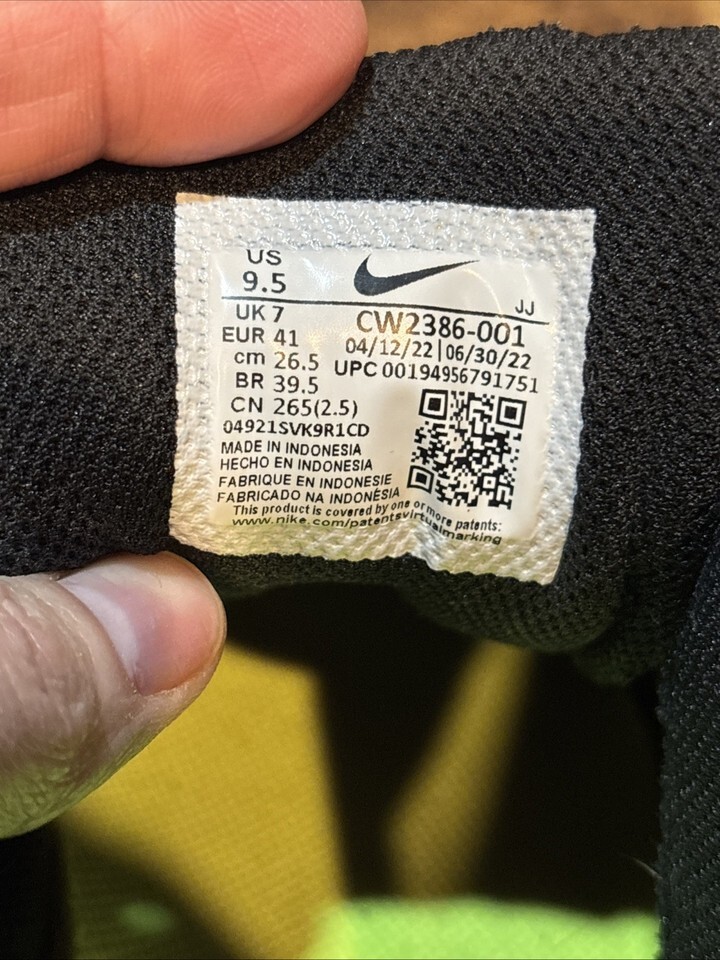 US
9.5
JJ
UK 7
CW2386-001
EUR 41
04/12/22 | 06/30/22
cm 26.5
UPC 00194956791751
BR 39.5
CN 265(2.5)
04921SVK9R1CD
MADE IN INDONESIA
HECHO EN INDONESIA
FABRIQUE EN INDONESIE
FABRICADO NA INDONÉSIA
This product is covered by one or more patents:
www.nike.com/patentsvirtualmarking